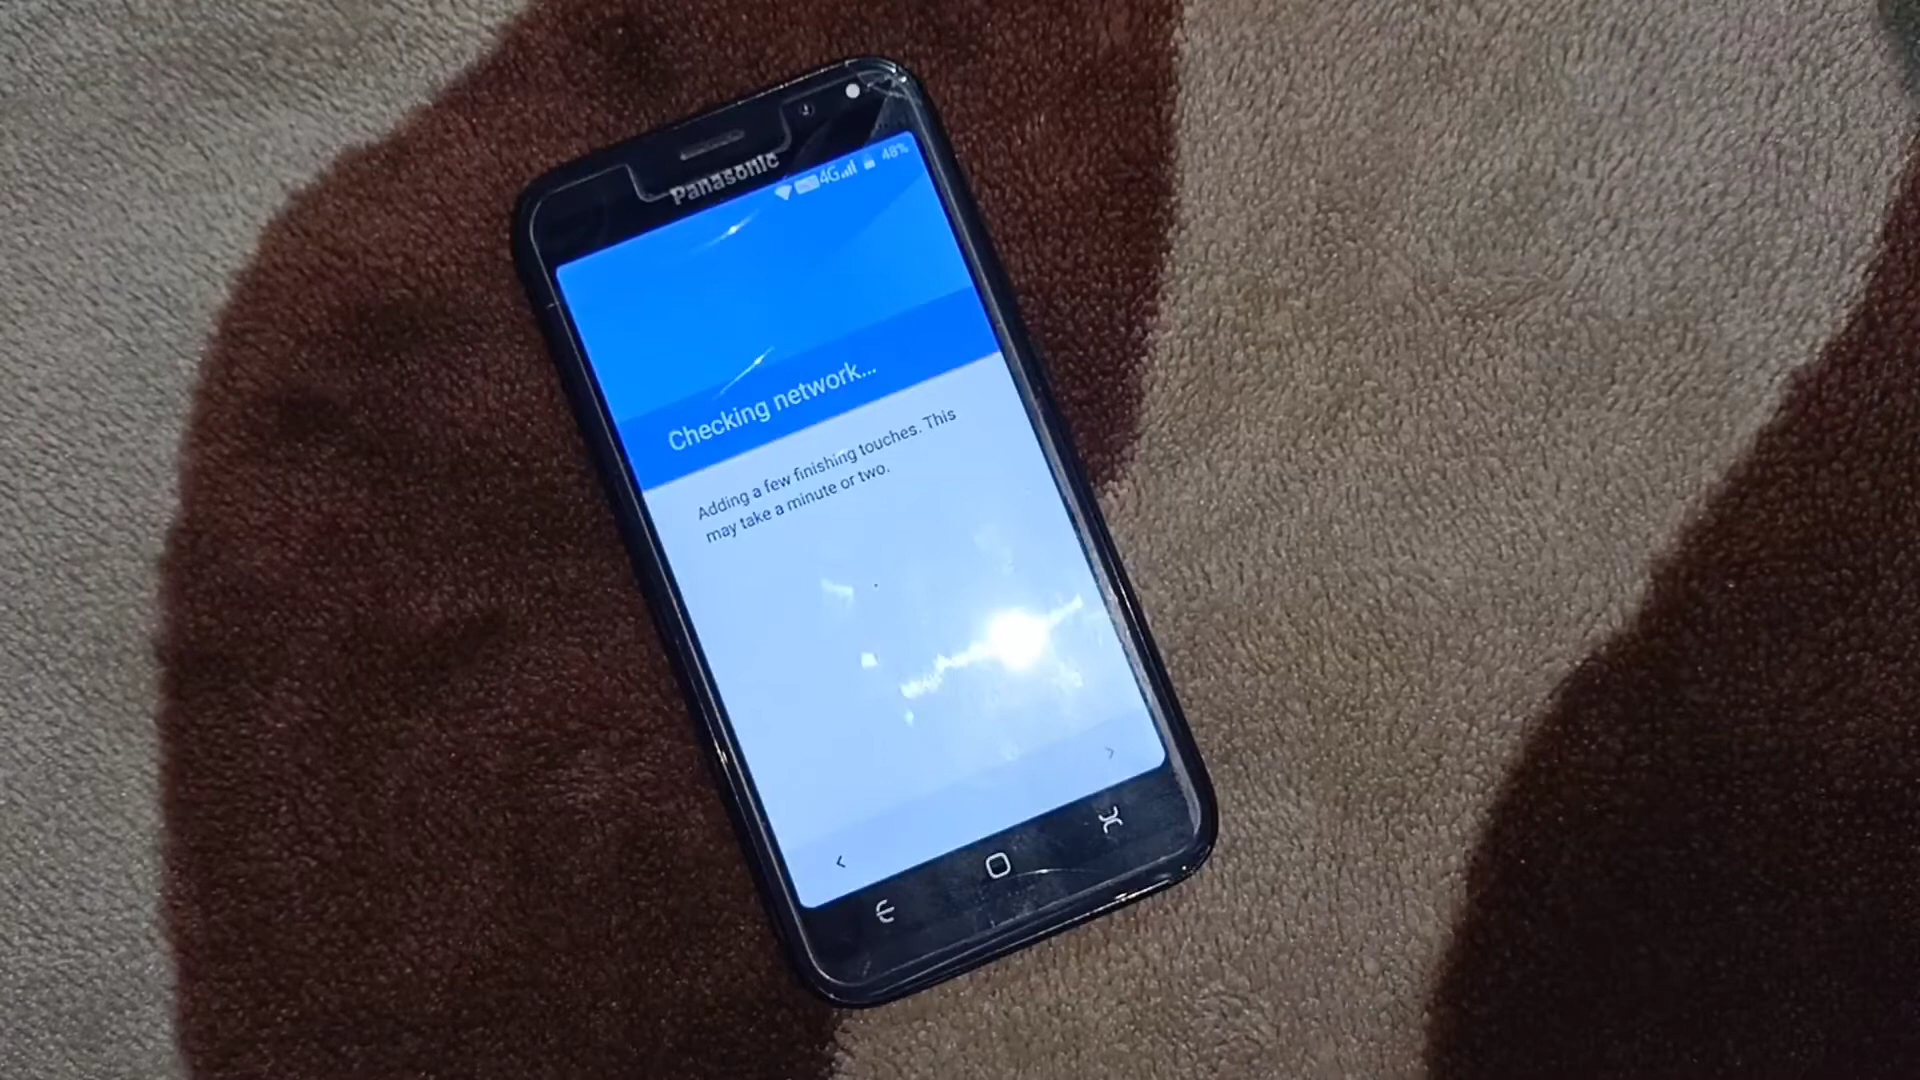 Panasonic
4G 48%
Checking network...
Adding a few finishing touches. This
may take a minute or two.